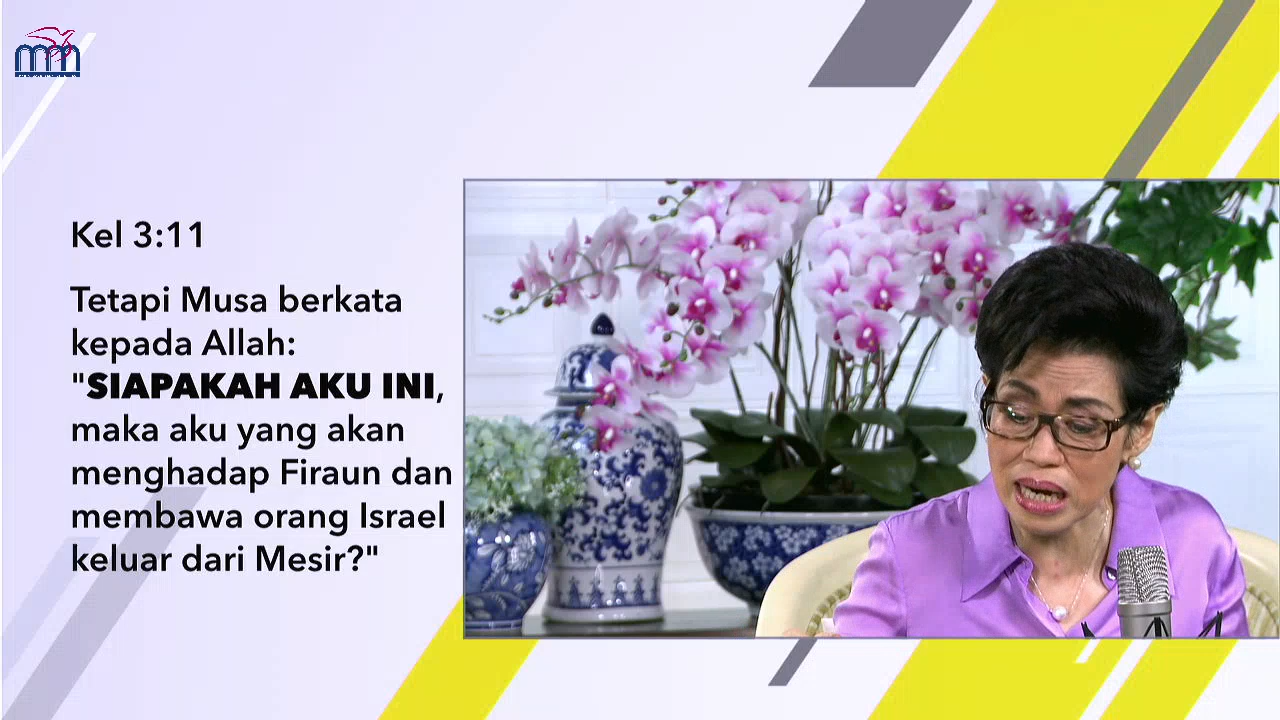 Kel 3:11
Tetapi Musa berkata
kepada Allah:
"SIAPAKAH AKU INI,
maka aku yang akan
menghadap Firaun dan
membawa orang Israel
keluar dari Mesir?"